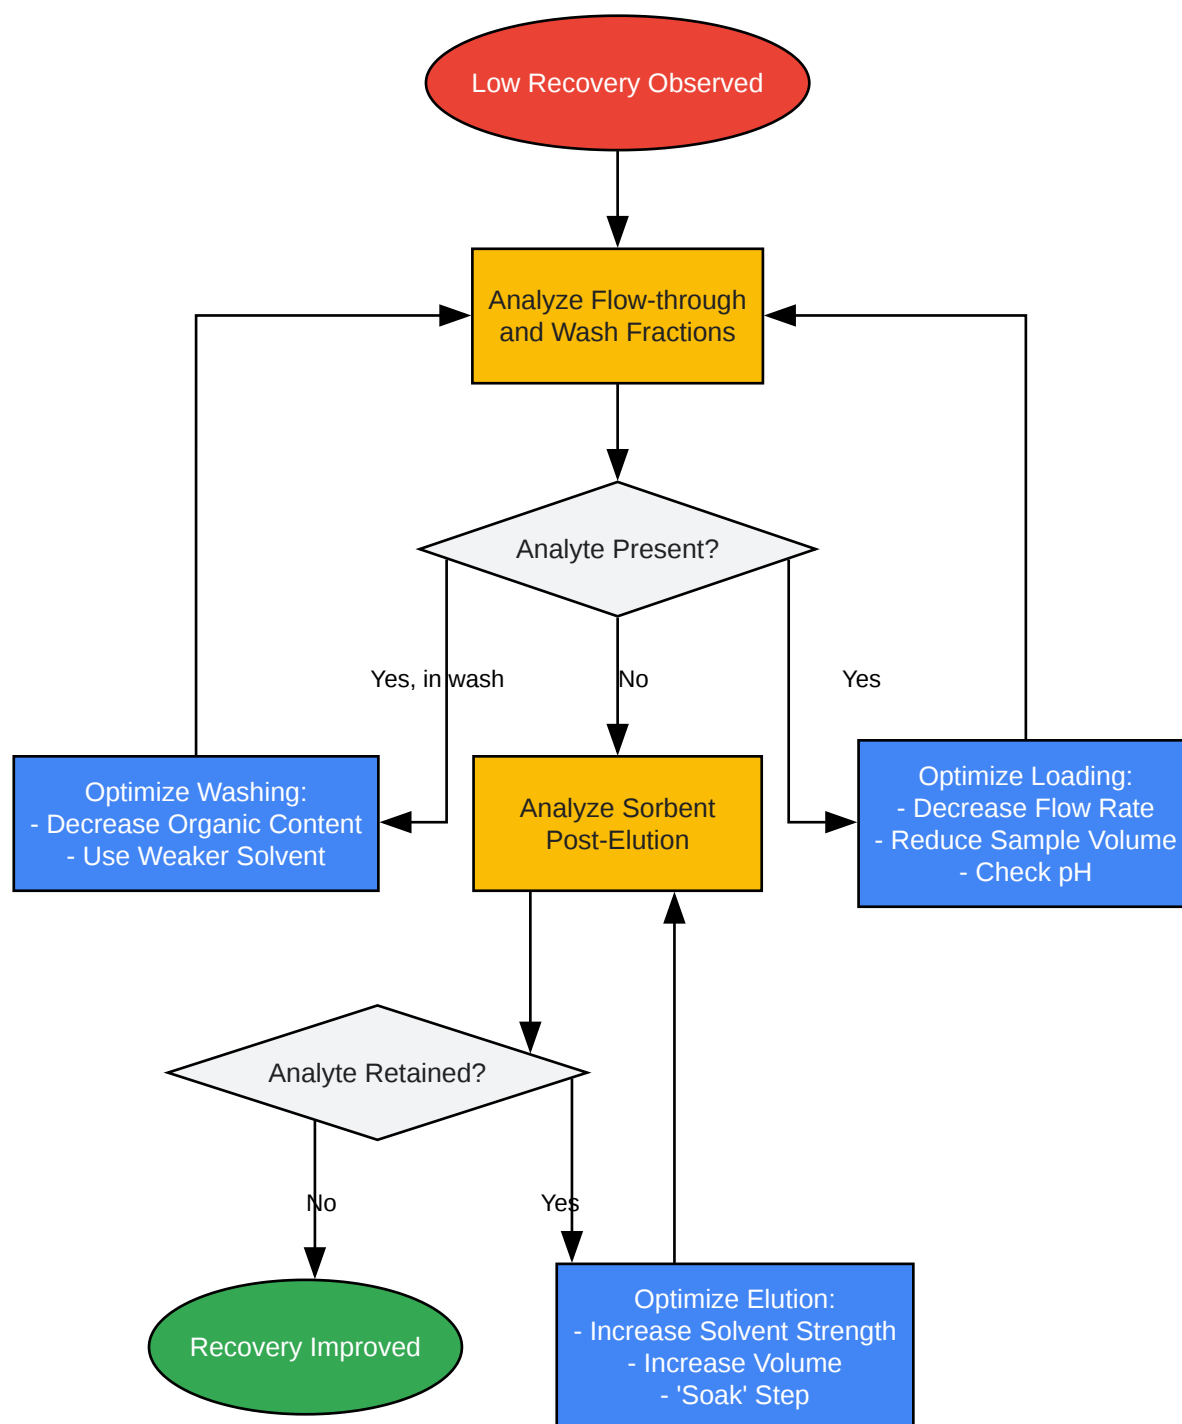 Low Recovery Observed
Analyze Flow-through
and Wash Fractions
Analyte Present?
Yes, in wash
No
Yes
Optimize Washing:
- Decrease Organic Content
- Use Weaker Solvent
Analyze Sorbent
Post-Elution
Optimize Loading:
- Decrease Flow Rate
- Reduce Sample Volume
- Check pH
Analyte Retained?
No
Yes
Recovery Improved
Optimize Elution:
- Increase Solvent Strength
- Increase Volume
- 'Soak' Step